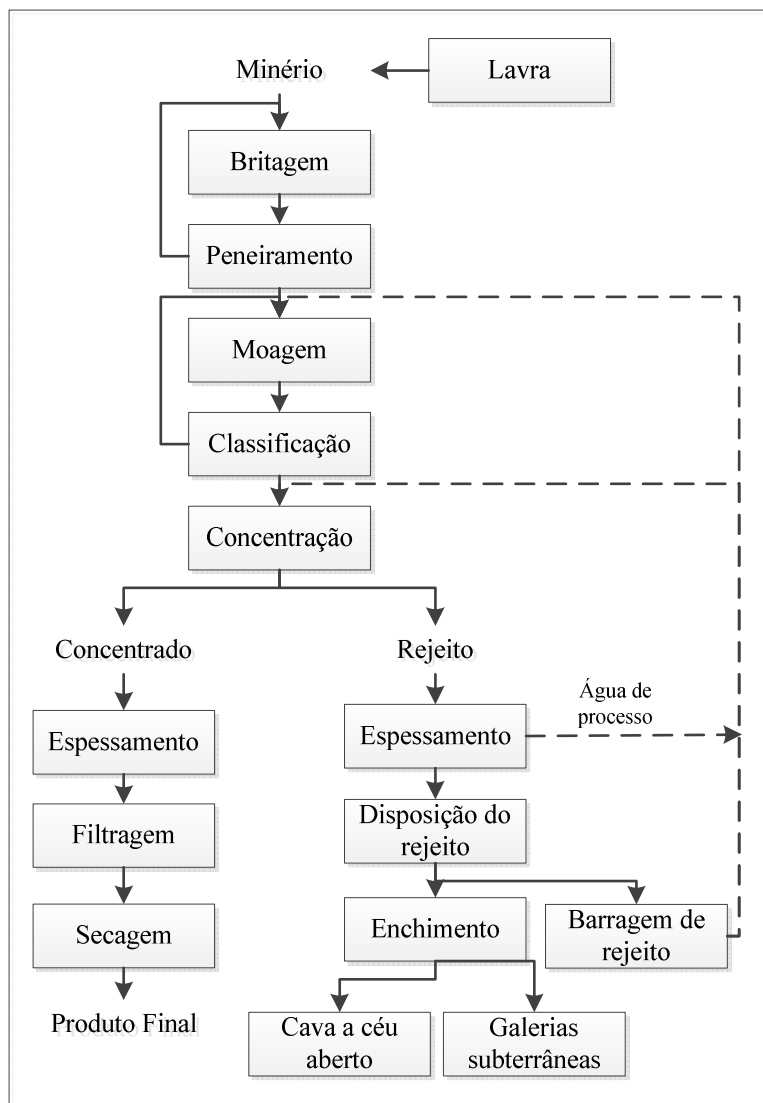 Minério
Lavra
Britagem
Peneiramento
Moagem
Classificação
Concentração
Concentrado
Rejeito
Espessamento
Filtragem
Secagem
Produto Final
Espessamento
Água de
processo
Disposição do
rejeito
Enchimento
Barragem de
rejeito
Cava a céu
aberto
Galerias
subterrâneas